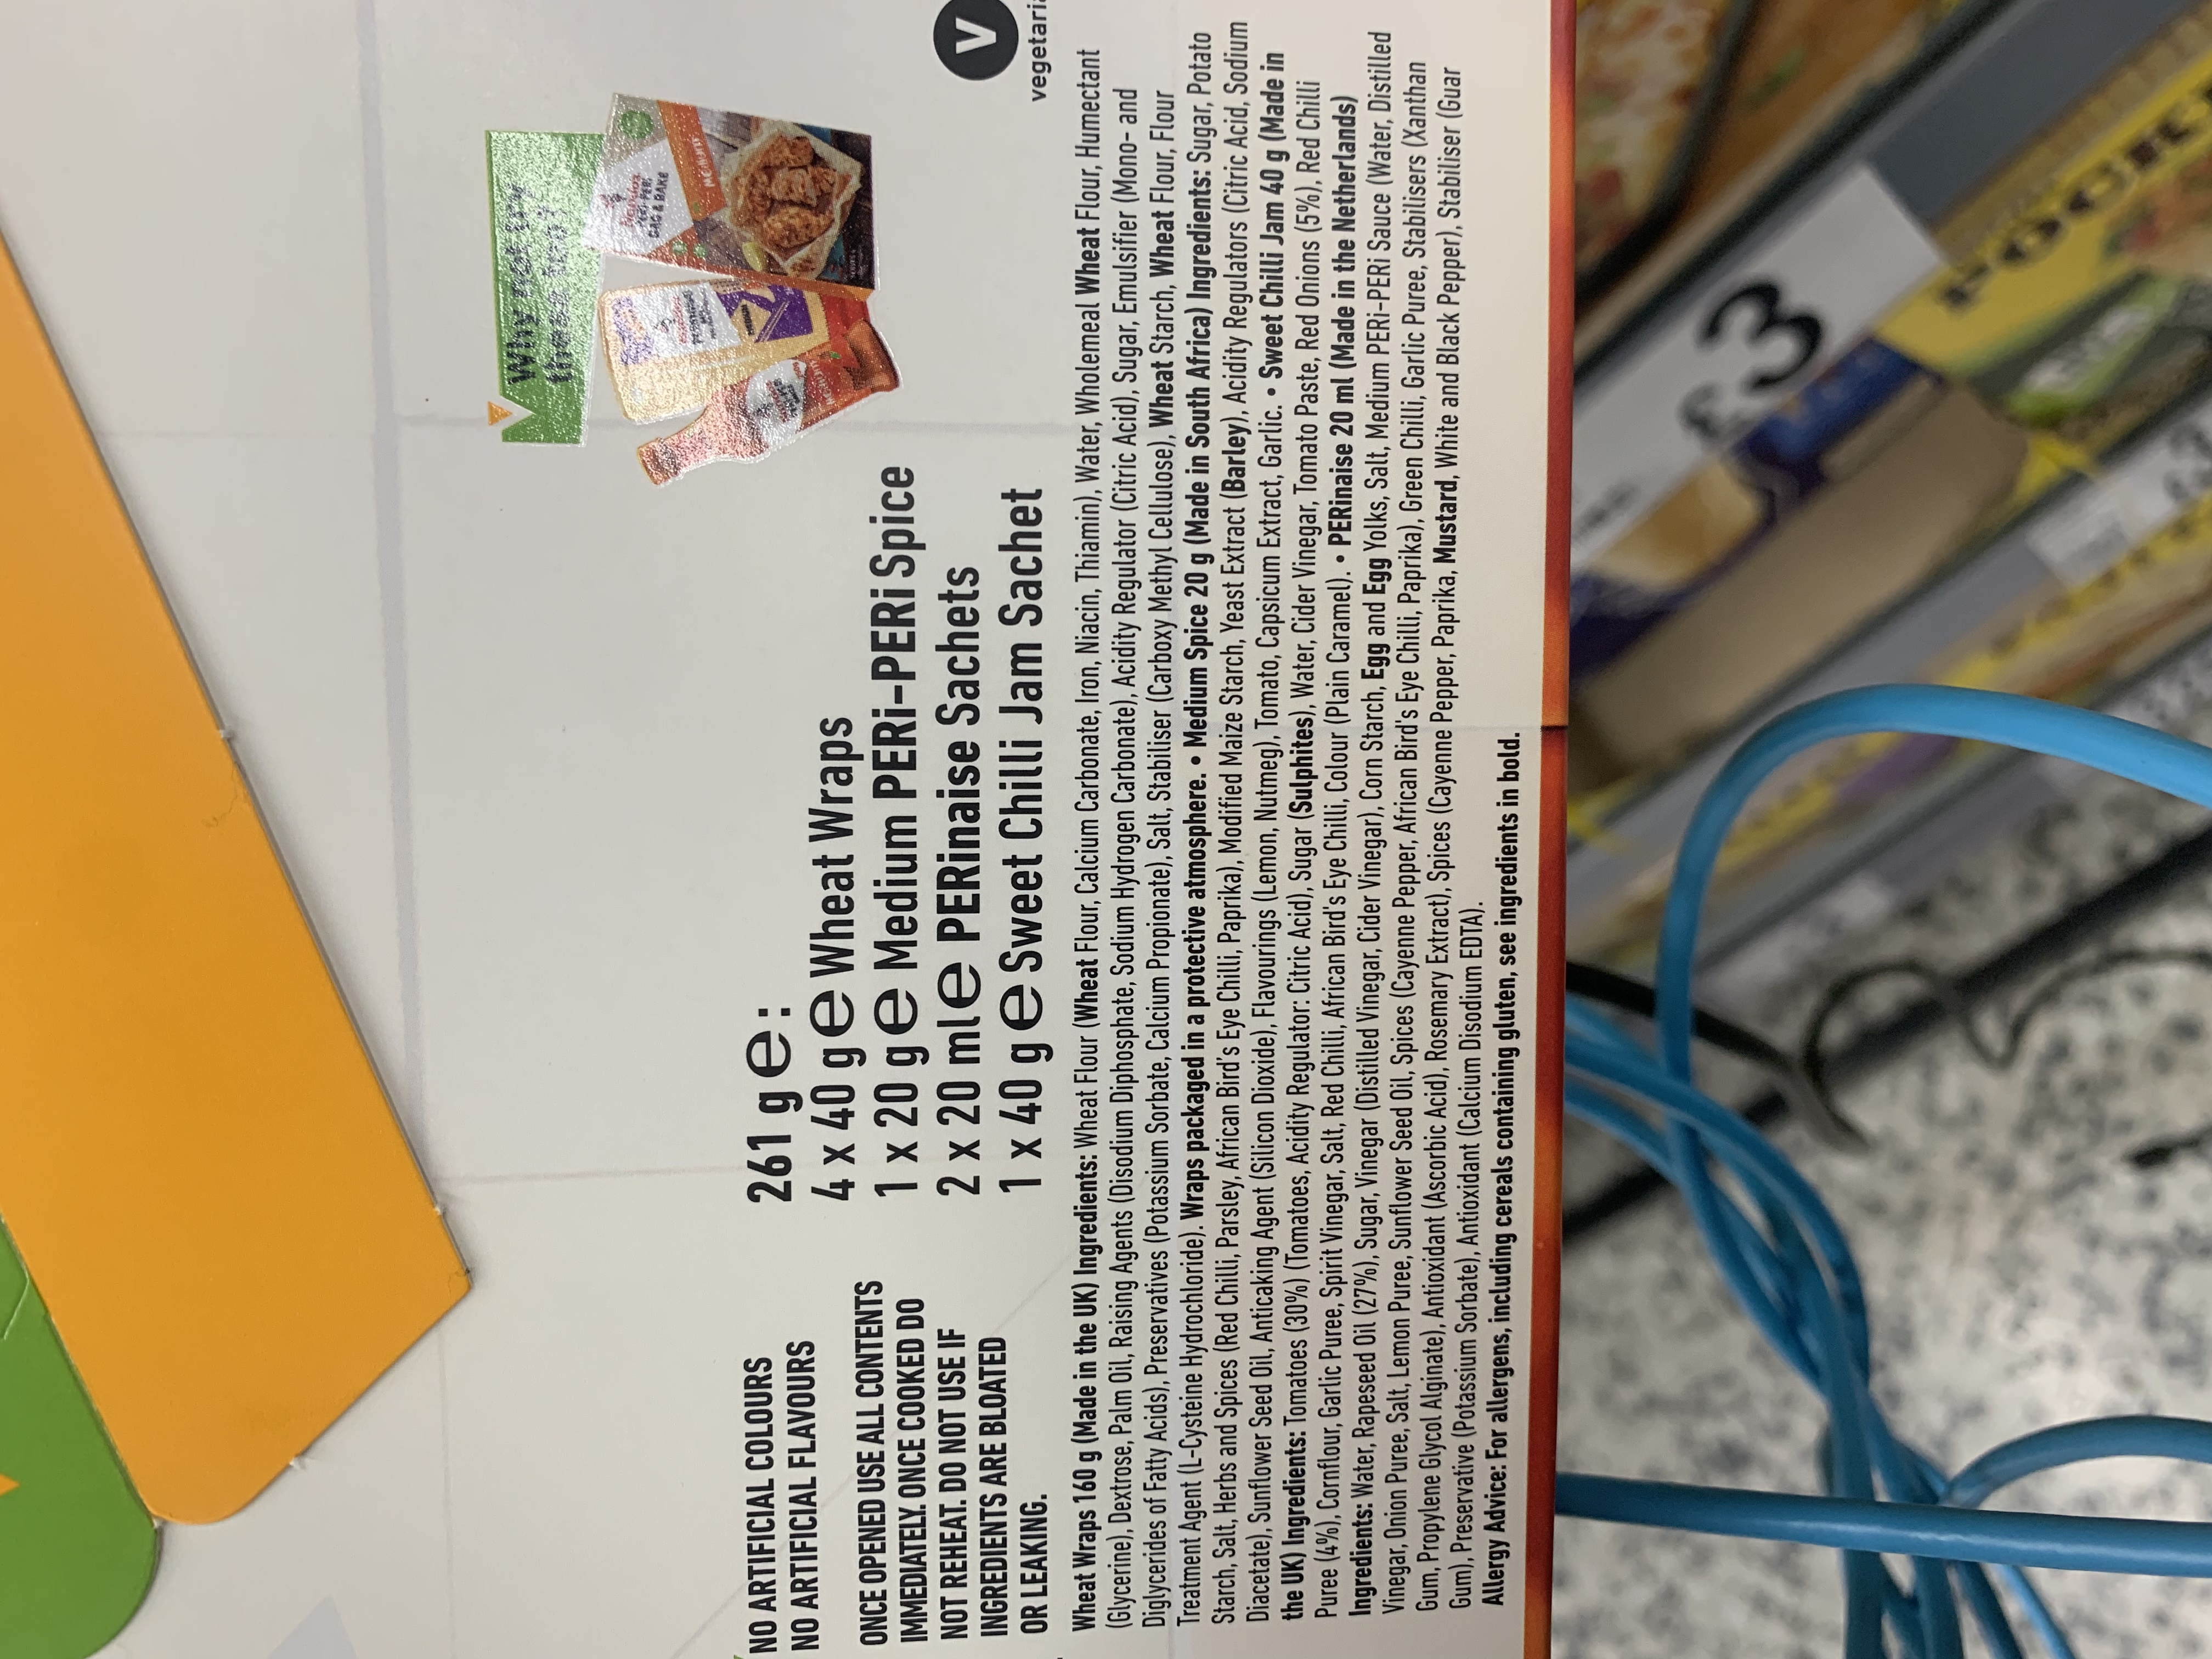 Why not try
these too?
Nando's
PERi-PERi
BAG & BAKE
MEDIUM
MEDIUM
MEDIUM
NO ARTIFICIAL COLOURS
NO ARTIFICIAL FLAVOURS
ONCE OPENED USE ALL CONTENTS
IMMEDIATELY. ONCE COOKED DO
NOT REHEAT. DO NOT USE IF
INGREDIENTS ARE BLOATED
OR LEAKING.
261 g e:
4 x 40 g e Wheat Wraps
1 x 20 g e Medium PERi-PERi Spice
2 x 20 ml e PERinaise Sachets
1 x 40 g e Sweet Chilli Jam Sachet
V
vegetaria
Wheat Wraps 160 g (Made in the UK) Ingredients: Wheat Flour (Wheat Flour, Calcium Carbonate, Iron, Niacin, Thiamin), Water, Wholemeal Wheat Flour, Humectant
(Glycerine), Dextrose, Palm Oil, Raising Agents (Disodium Diphosphate, Sodium Hydrogen Carbonate), Acidity Regulator (Citric Acid), Sugar, Emulsifier (Mono- and
Diglycerides of Fatty Acids), Preservatives (Potassium Sorbate, Calcium Propionate), Salt, Stabiliser (Carboxy Methyl Cellulose), Wheat Starch, Wheat Flour, Flour
Treatment Agent (L-Cysteine Hydrochloride). Wraps packaged in a protective atmosphere. • Medium Spice 20 g (Made in South Africa) Ingredients: Sugar, Potato
Starch, Salt, Herbs and Spices (Red Chilli, Parsley, African Bird's Eye Chilli, Paprika), Modified Maize Starch, Yeast Extract (Barley), Acidity Regulators (Citric Acid, Sodium
Diacetate), Sunflower Seed Oil, Anticaking Agent (Silicon Dioxide), Flavourings (Lemon, Nutmeg), Tomato, Capsicum Extract, Garlic. • Sweet Chilli Jam 40 g (Made in
the UK) Ingredients: Tomatoes (30%) (Tomatoes, Acidity Regulator: Citric Acid), Sugar (Sulphites), Water, Cider Vinegar, Tomato Paste, Red Onions (5%), Red Chilli
Puree (4%), Cornflour, Garlic Puree, Spirit Vinegar, Salt, Red Chilli, African Bird's Eye Chilli, Colour (Plain Caramel). • PERinaise 20 ml (Made in the Netherlands)
Ingredients: Water, Rapeseed Oil (27%), Sugar, Vinegar (Distilled Vinegar, Cider Vinegar), Corn Starch, Egg and Egg Yolks, Salt, Medium PERi-PERi Sauce (Water, Distilled
Vinegar, Onion Puree, Salt, Lemon Puree, Sunflower Seed Oil, Spices (Cayenne Pepper, African Bird's Eye Chilli, Paprika), Green Chilli, Garlic Puree, Stabilisers (Xanthan
Gum, Propylene Glycol Alginate), Antioxidant (Ascorbic Acid), Rosemary Extract), Spices (Cayenne Pepper, Paprika, Mustard, White and Black Pepper), Stabiliser (Guar
Gum), Preservative (Potassium Sorbate), Antioxidant (Calcium Disodium EDTA).
Allergy Advice: For allergens, including cereals containing gluten, see ingredients in bold.
£3